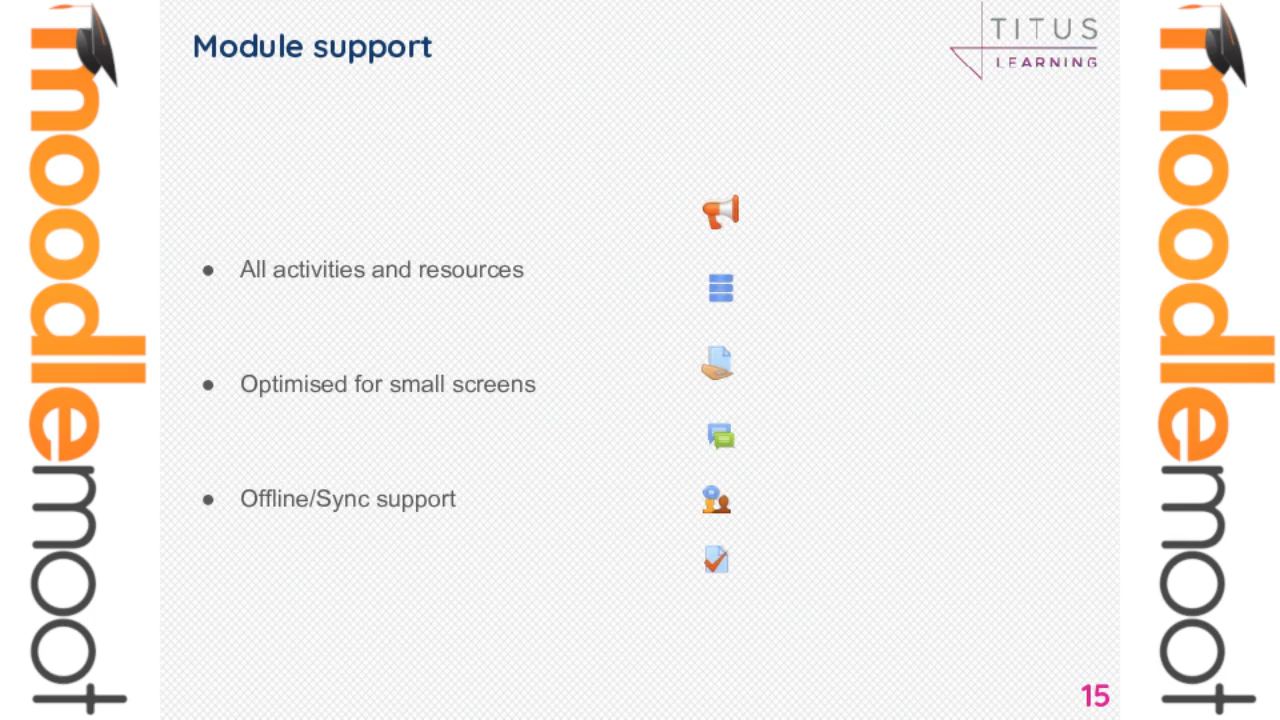 moodlemoot
Module support
TITUS
LEARNING
● All activities and resources
● Optimised for small screens
● Offline/Sync support
15
moodlemoot